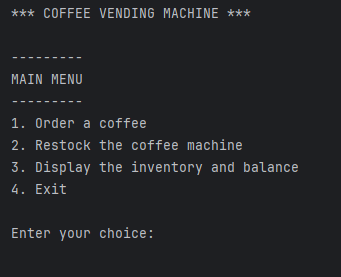 *** COFFEE VENDING MACHINE ***
---------
MAIN MENU
---------
1. Order a coffee
2. Restock the coffee machine
3. Display the inventory and balance
4. Exit
Enter your choice: